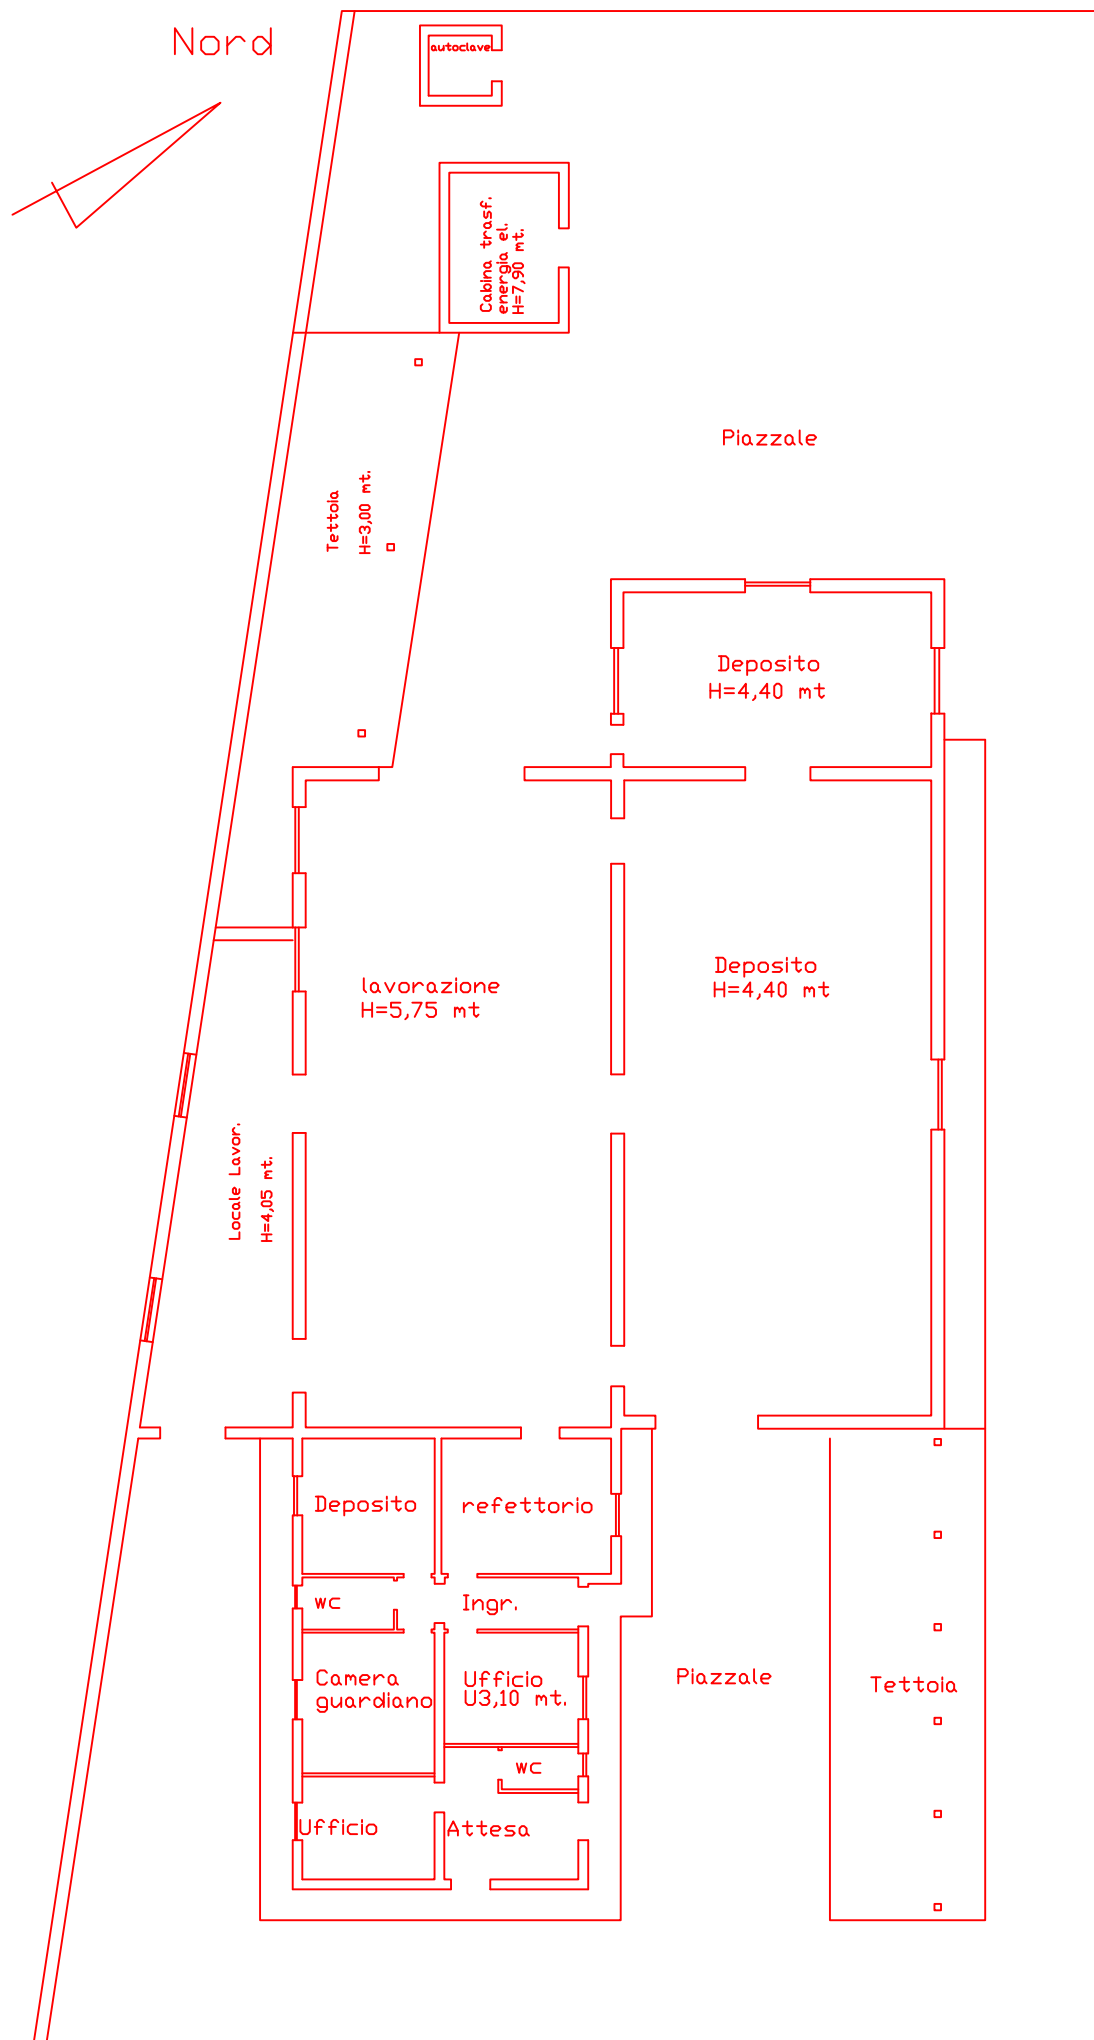 Nord
autoclave
Cabina trasf.
energia el.
H=7,90 mt.
Piazzale
Tettoia
H=3,00 mt.
Deposito
H=4,40 mt
lavorazione
H=5,75 mt
Deposito
H=4,40 mt
Locale Lavor.
H=4,05 mt.
Deposito
refettorio
wc
Ingr.
Camera
guardiano
Ufficio
U3,10 mt.
Piazzale
Tettoia
wc
Ufficio
Attesa